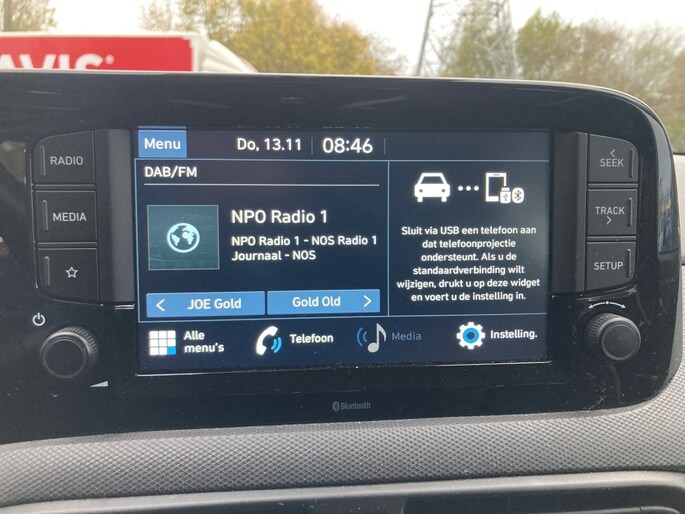 AVIS
RADIO
MEDIA
Menu
Do, 13.11
08:46
DAB/FM
NPO Radio 1
NPO Radio 1 - NOS Radio 1
Journaal - NOS
JOE Gold
Gold Old
Sluit via USB een telefoon aan
dat telefoonprojectie
ondersteunt. Als u de
standaardverbinding wilt
wijzigen, drukt u op deze widget
en voert u de instelling in.
Alle
menu's
Telefoon
Media
Instelling.
SEEK
TRACK
SETUP
Bluetooth